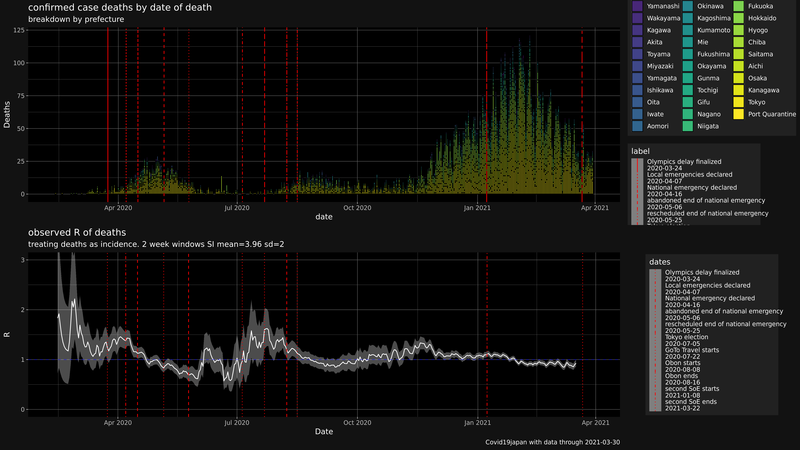 confirmed case deaths by date of death
breakdown by prefecture
125
100
75
50
25
0
Deaths
Apr 2020
Jul 2020
Oct 2020
Jan 2021
Apr 2021
date
Yamanashi
Wakayama
Kagawa
Akita
Toyama
Miyazaki
Yamagata
Ishikawa
Oita
Iwate
Aomori
Okinawa
Kagoshima
Kumamoto
Mie
Fukushima
Okayama
Gunma
Tochigi
Gifu
Nagano
Niigata
Fukuoka
Hokkaido
Hyogo
Chiba
Saitama
Aichi
Osaka
Kanagawa
Tokyo
Port Quarantine
label
Olympics delay finalized
2020-03-24
Local emergencies declared
2020-04-07
National emergency declared
2020-04-16
abandoned end of national emergency
2020-05-06
rescheduled end of national emergency
2020-05-25
observed R of deaths
treating deaths as incidence. 2 week windows SI mean=3.96 sd=2
3
2
1
0
R
Apr 2020
Jul 2020
Oct 2020
Jan 2021
Apr 2021
Date
dates
Olympics delay finalized
2020-03-24
Local emergencies declared
2020-04-07
National emergency declared
2020-04-16
abandoned end of national emergency
2020-05-06
rescheduled end of national emergency
2020-05-25
Tokyo election
2020-07-05
GoTo Travel starts
2020-07-22
Obon starts
2020-08-08
Obon ends
2020-08-16
second SoE starts
2021-01-08
second SoE ends
2021-03-22
Covid19japan with data through 2021-03-30